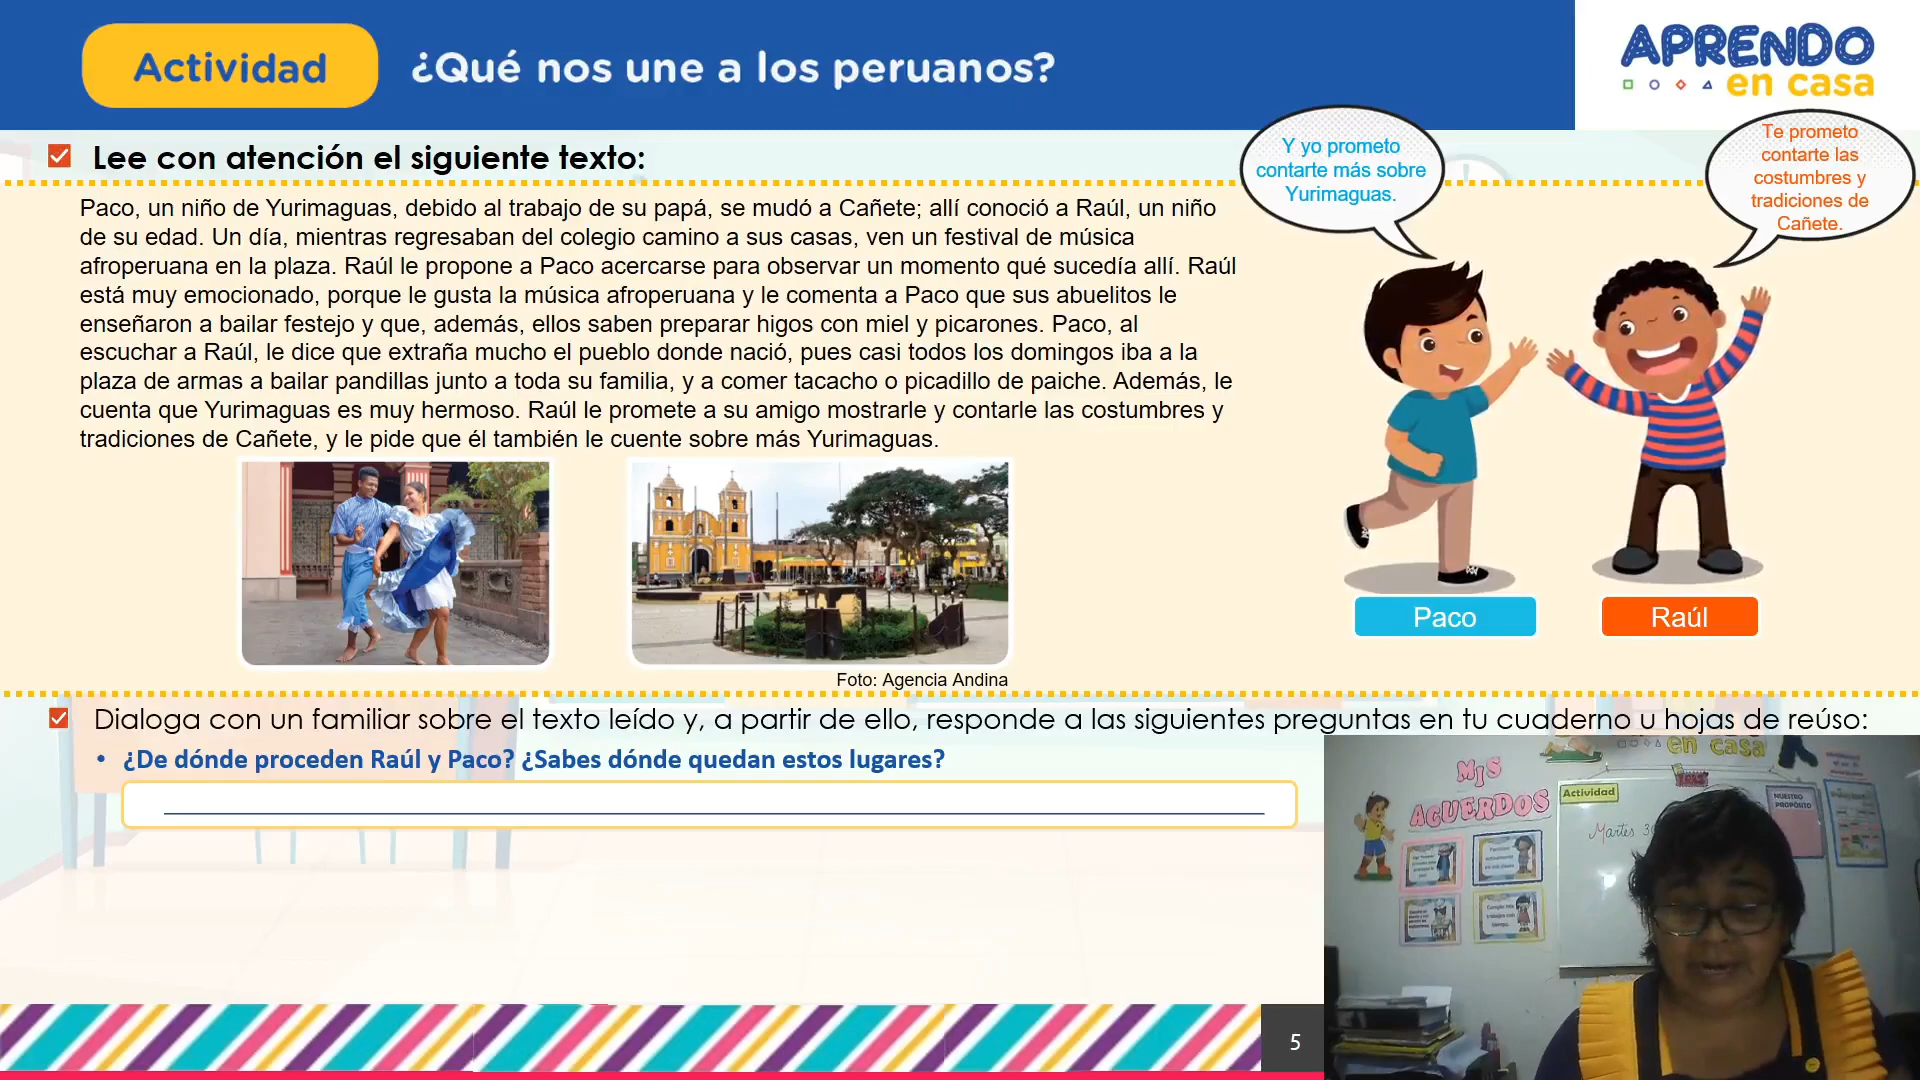 Actividad
¿Qué nos une a los peruanos?
APRENDO
en casa
Lee con atención el siguiente texto:
Y yo prometo
contarte más sobre
Yurimaguas.
Te prometo
contarte las
costumbres y
tradiciones de
Cañete.
Paco, un niño de Yurimaguas, debido al trabajo de su papá, se mudó a Cañete; allí conoció a Raúl, un niño
de su edad. Un día, mientras regresaban del colegio camino a sus casas, ven un festival de música
afroperuana en la plaza. Raúl le propone a Paco acercarse para observar un momento qué sucedía allí. Raúl
está muy emocionado, porque le gusta la música afroperuana y le comenta a Paco que sus abuelitos le
enseñaron a bailar festejo y que, además, ellos saben preparar higos con miel y picarones. Paco, al
escuchar a Raúl, le dice que extraña mucho el pueblo donde nació, pues casi todos los domingos iba a la
plaza de armas a bailar pandillas junto a toda su familia, y a comer tacacho o picadillo de paiche. Además, le
cuenta que Yurimaguas es muy hermoso. Raúl le promete a su amigo mostrarle y contarle las costumbres y
tradiciones de Cañete, y le pide que él también le cuente sobre más Yurimaguas.
Paco
Raúl
Foto: Agencia Andina
Dialoga con un familiar sobre el texto leído y, a partir de ello, responde a las siguientes preguntas en tu cuaderno u hojas de reúso:
• ¿De dónde proceden Raúl y Paco? ¿Sabes dónde quedan estos lugares?
en casa
MIS
ACUERDOS
Actividad
NUESTRO
PROPÓSITO
Martes 30
5